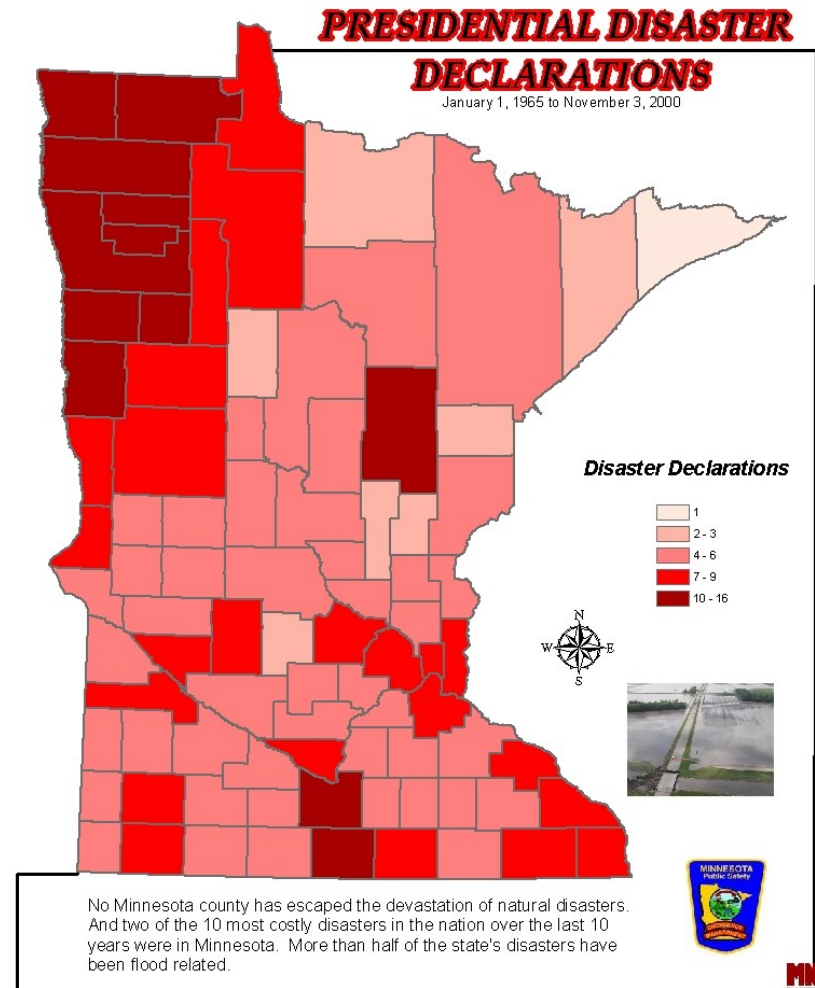 PRESIDENTIAL DISASTER
DECLARATIONS
January 1, 1965 to November 3, 2000
Disaster Declarations
1
2 - 3
4 - 6
7 - 9
10 - 16
N
W E
S
MINNESOTA
Public Safety
EMERGENCY
MANAGEMENT
No Minnesota county has escaped the devastation of natural disasters.
And two of the 10 most costly disasters in the nation over the last 10
years were in Minnesota. More than half of the state's disasters have
been flood related.